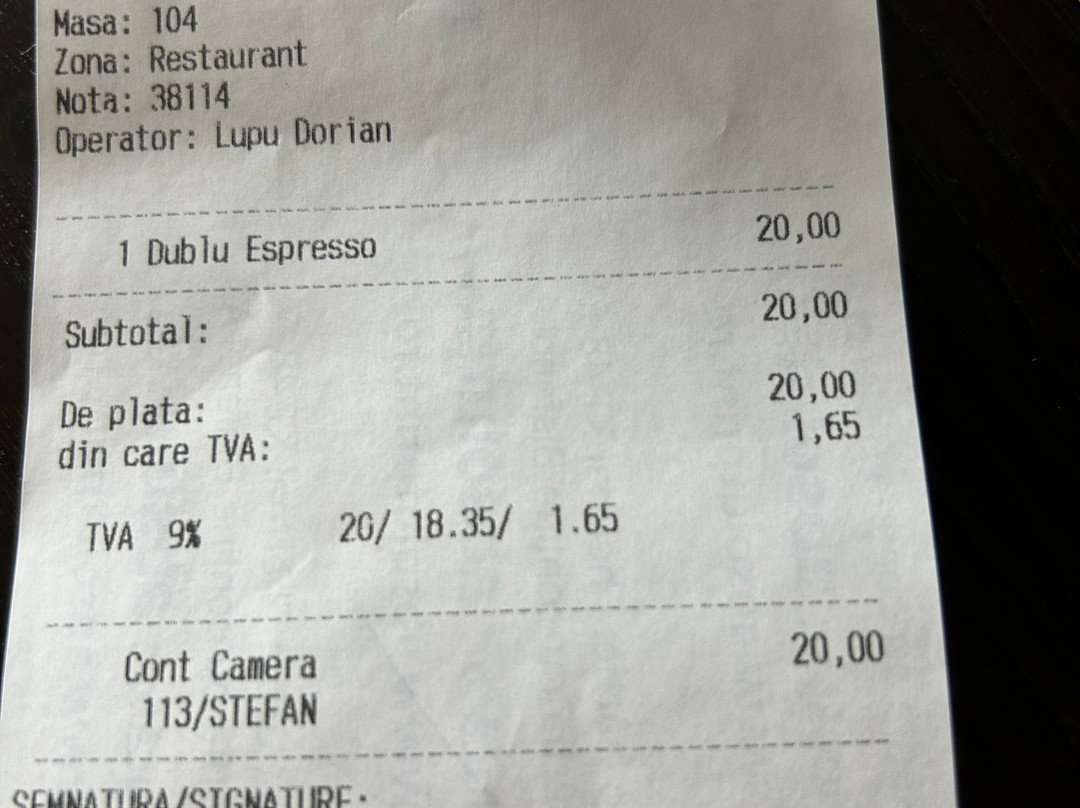 Masa: 104
Zona: Restaurant
Nota: 38114
Operator: Lupu Dorian
1 Dublu Espresso 20,00
Subtotal: 20,00
De plata: 20,00
din care TVA: 1,65
TVA 9% 20/ 18.35/ 1.65
Cont Camera 20,00
113/STEFAN
SEMNATURA/SIGNATURE: